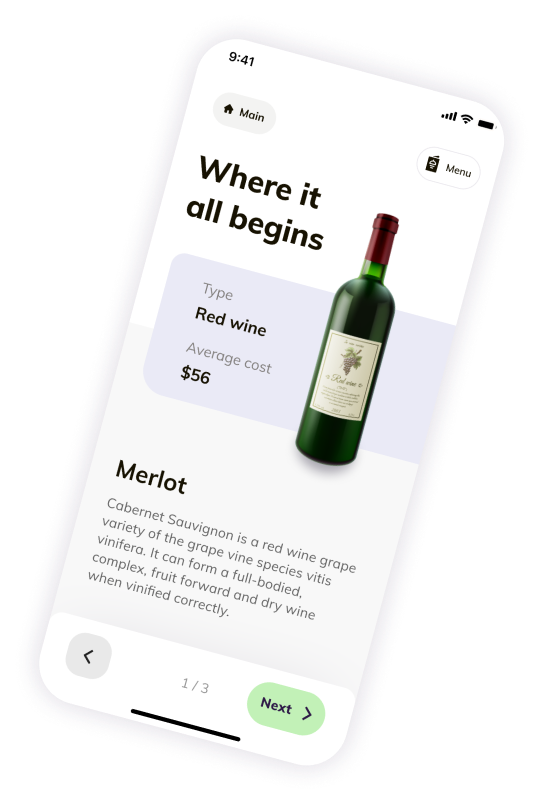 9:41
Main
Menu
Where it
all begins
Type
Red wine
Average cost
$56
Red wine
Merlot
Cabernet Sauvignon is a red wine grape
variety of the grape vine species vitis
vinifera. It can form a full-bodied,
complex, fruit forward and dry wine
when vinified correctly.
1 / 3
Next